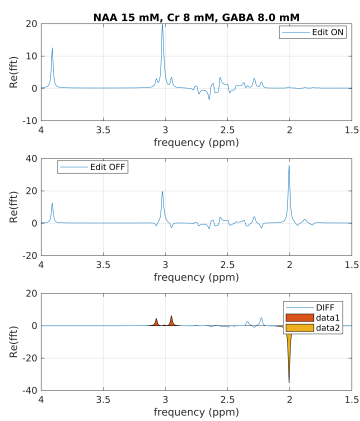 NAA 15 mM, Cr 8 mM, GABA 8.0 mM
20
10
0
-10
Re(fft)
Edit ON
4 3.5 3 2.5 2 1.5
frequency (ppm)
40
20
0
-20
Re(fft)
Edit OFF
4 3.5 3 2.5 2 1.5
frequency (ppm)
20
0
-20
-40
Re(fft)
DIFF
data1
data2
4 3.5 3 2.5 2 1.5
frequency (ppm)